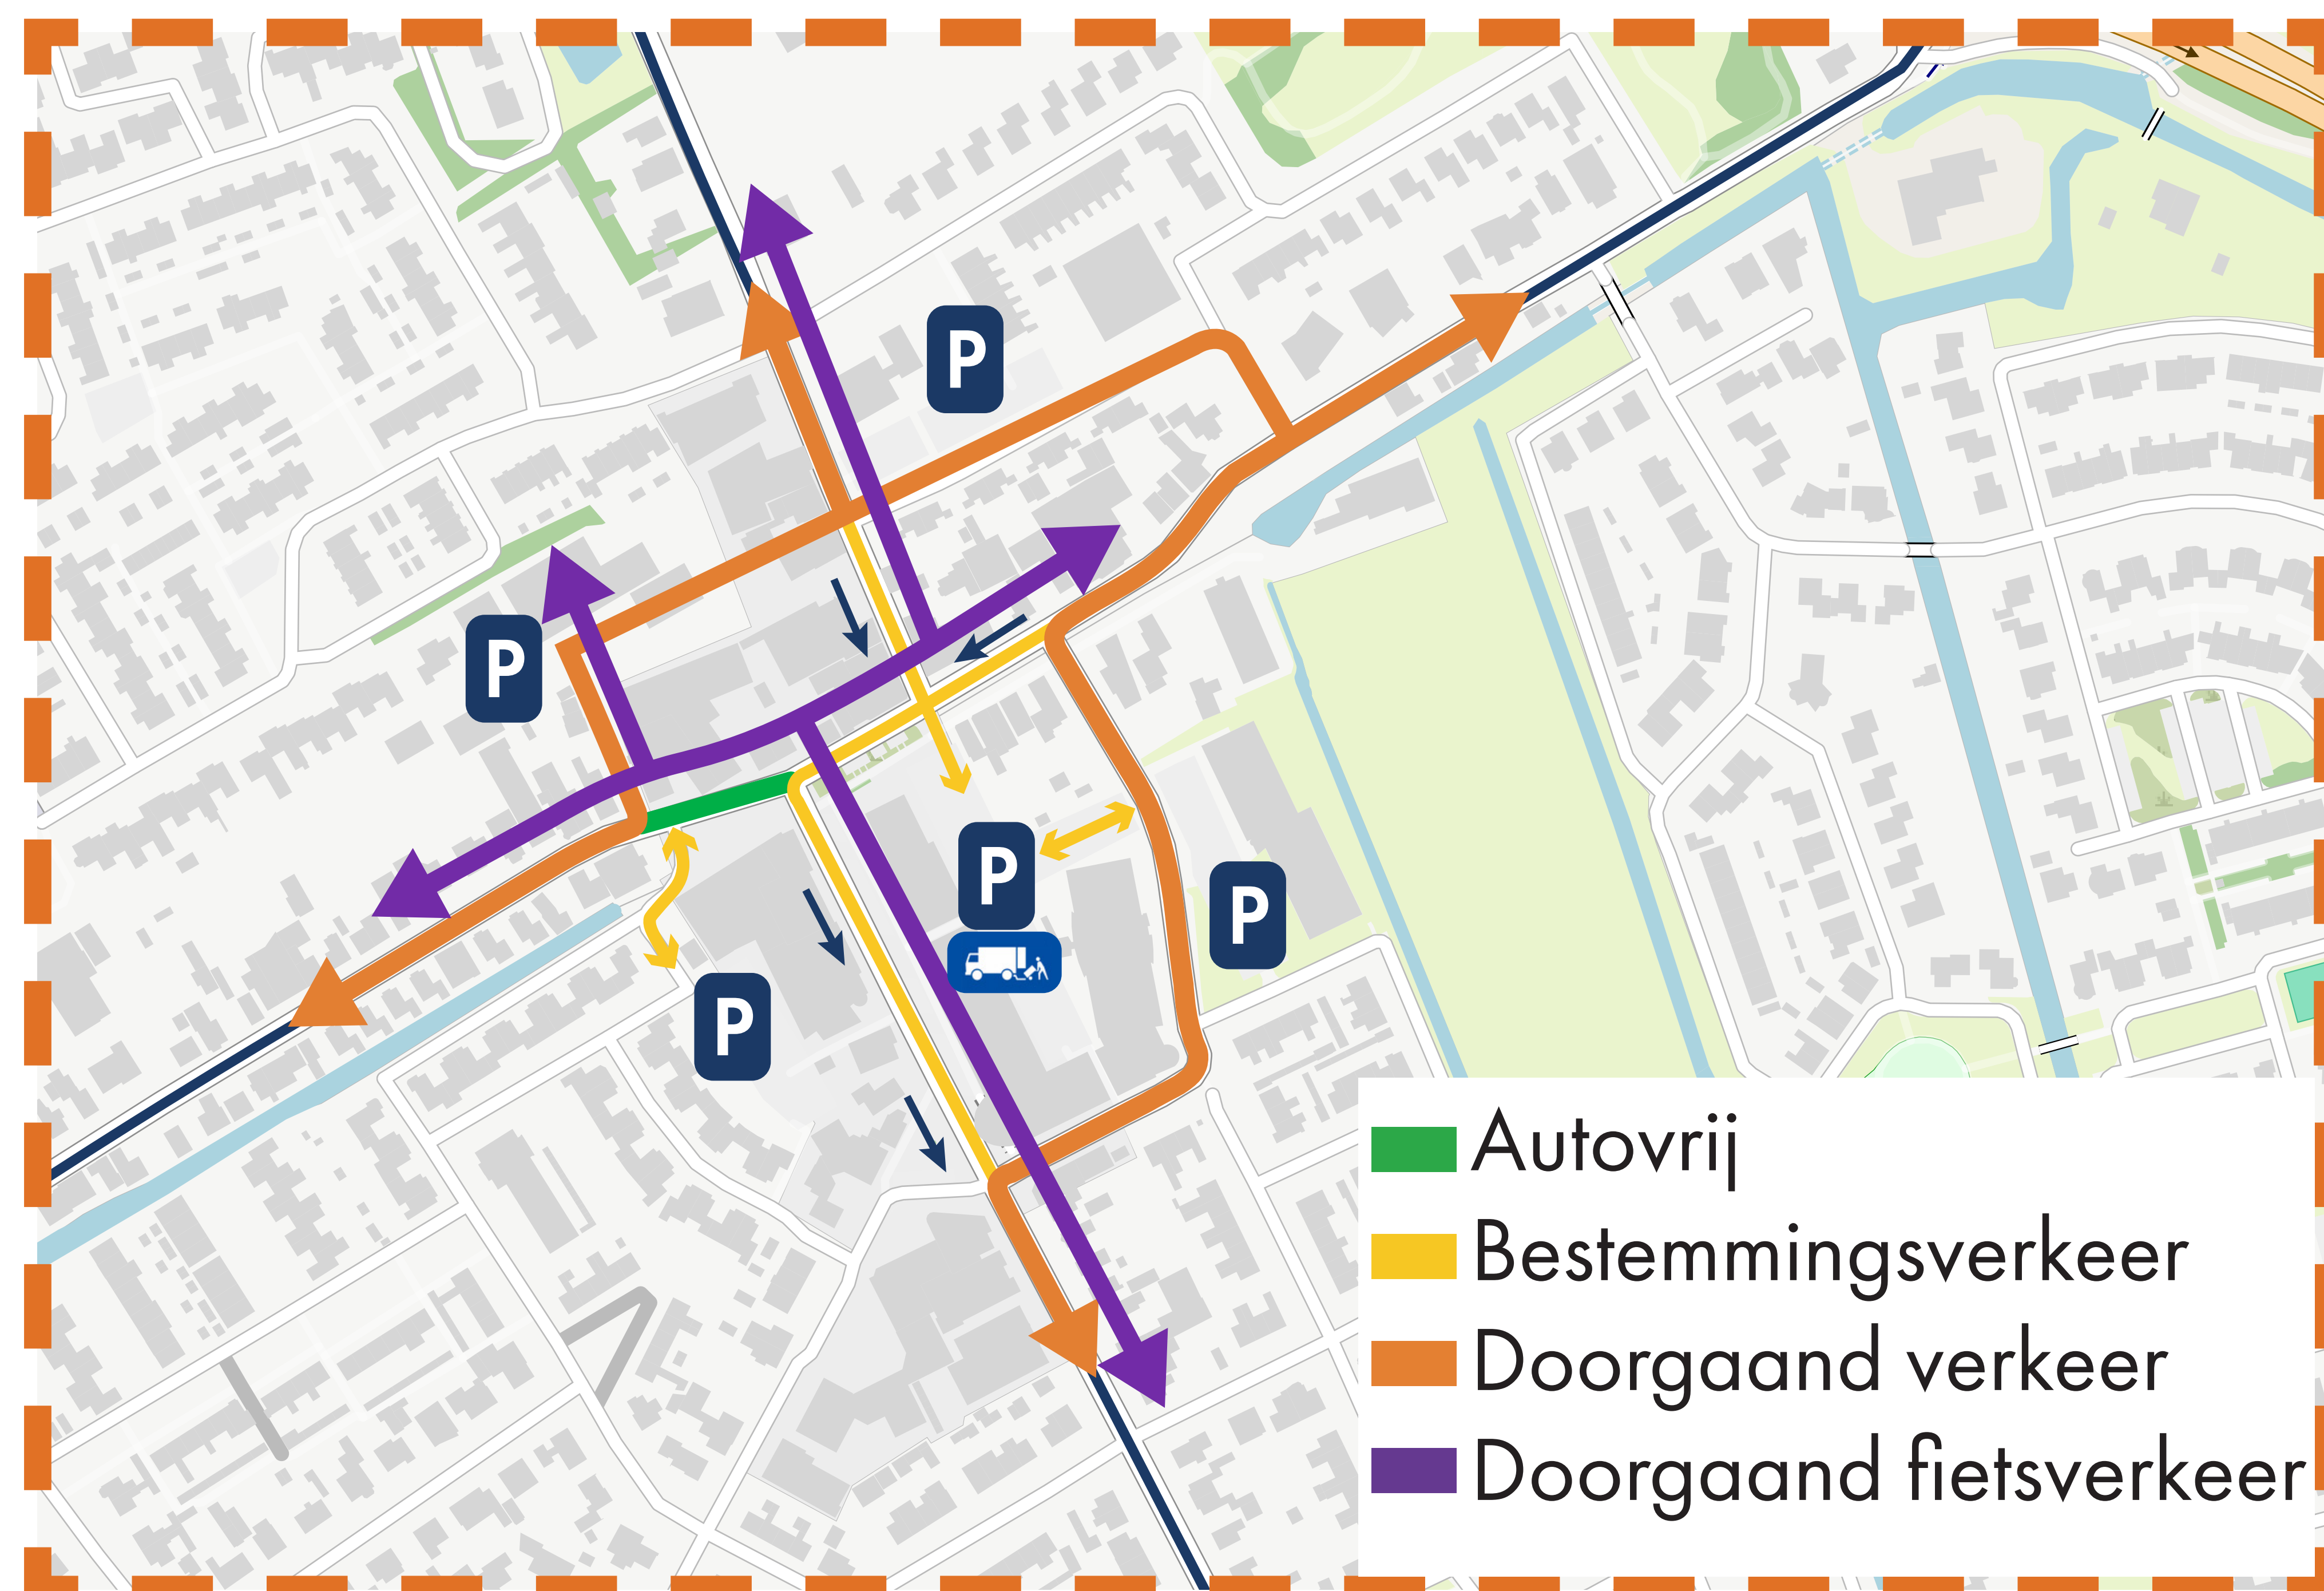 P
P
P
P
P
Autovrij
Bestemmingsverkeer
Doorgaand verkeer
Doorgaand fietsverkeer